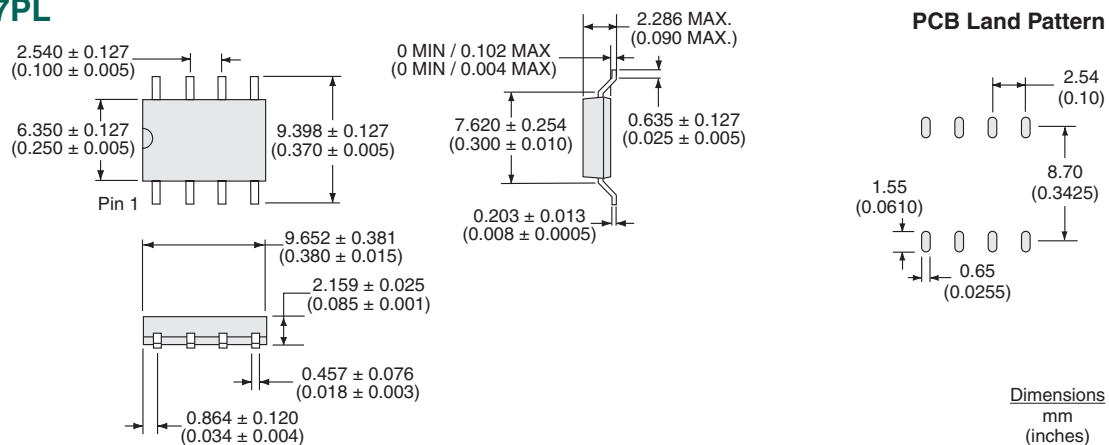 7PL
2.540 ± 0.127
(0.100 ± 0.005)
6.350 ± 0.127
(0.250 ± 0.005)
9.398 ± 0.127
(0.370 ± 0.005)
Pin 1
9.652 ± 0.381
(0.380 ± 0.015)
2.159 ± 0.025
(0.085 ± 0.001)
0.457 ± 0.076
(0.018 ± 0.003)
0.864 ± 0.120
(0.034 ± 0.004)
2.286 MAX.
(0.090 MAX.)
0 MIN / 0.102 MAX
(0 MIN / 0.004 MAX)
7.620 ± 0.254
(0.300 ± 0.010)
0.635 ± 0.127
(0.025 ± 0.005)
0.203 ± 0.013
(0.008 ± 0.0005)
PCB Land Pattern
2.54
(0.10)
8.70
(0.3425)
1.55
(0.0610)
0.65
(0.0255)
Dimensions
mm
(inches)